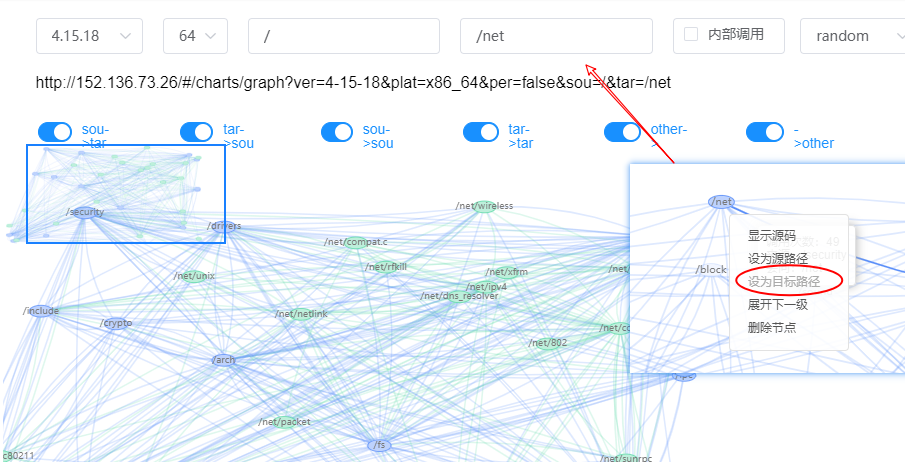 4.15.18
64
/
/net
内部调用
random
http://152.136.73.26/#/charts/graph?ver=4-15-18&plat=x86_64&per=false&sou=/&tar=/net
sou->tar
tar->sou
sou->sou
tar->tar
other->
->other
/security
/drivers
/net/wireless
/net/compat.c
/net/rfkill
/net/unix
/net/xfrm
/net/ipv4
/net/dns_resolver
/net/
/include
/crypto
/net/netlink
/net/co
/net/802
/arch
/net/packet
/fs
c80211
/net/sunrpc
/net
/block
显示源码
设为源路径
设为目标路径
展开下一级
删除节点